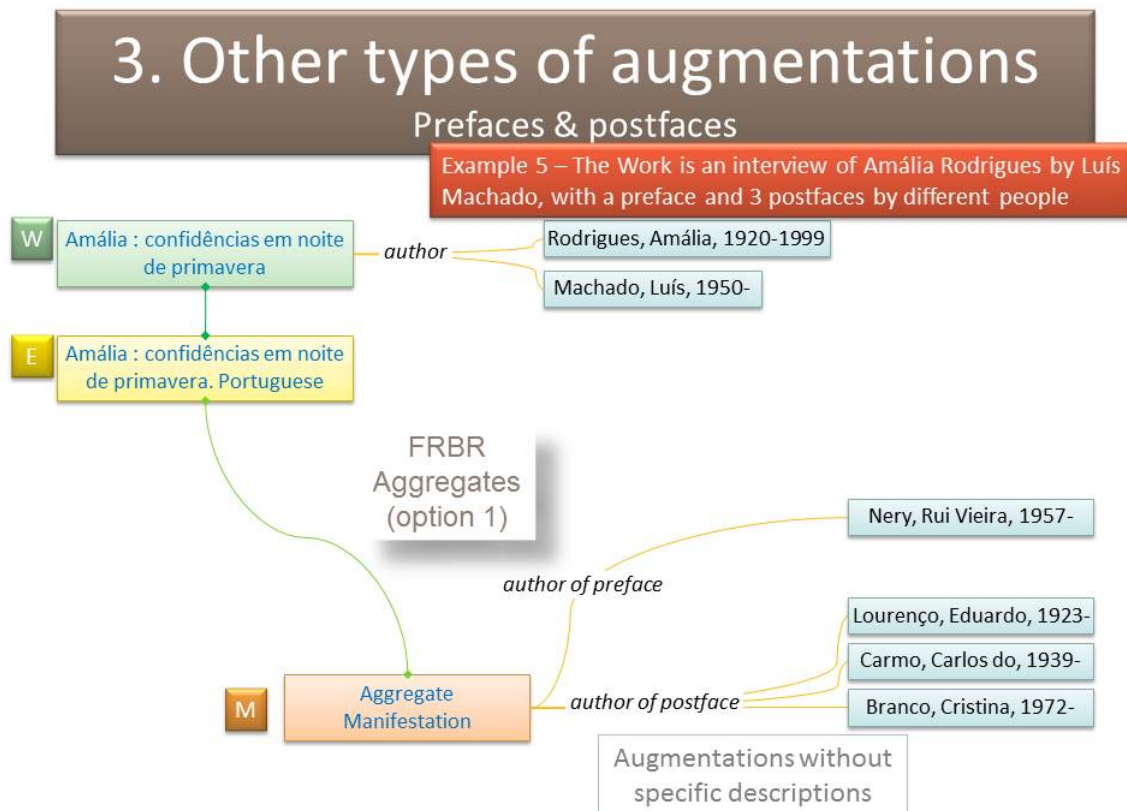 3. Other types of augmentations
Prefaces & postfaces
Example 5 – The Work is an interview of Amália Rodrigues by Luís
Machado, with a preface and 3 postfaces by different people
W
Amália : confidências em noite
de primavera
author
Rodrigues, Amália, 1920-1999
Machado, Luís, 1950-
E
Amália : confidências em noite
de primavera. Portuguese
FRBR
Aggregates
(option 1)
Nery, Rui Vieira, 1957-
author of preface
Lourenço, Eduardo, 1923-
Carmo, Carlos do, 1939-
Branco, Cristina, 1972-
author of postface
M
Aggregate
Manifestation
Augmentations without
specific descriptions